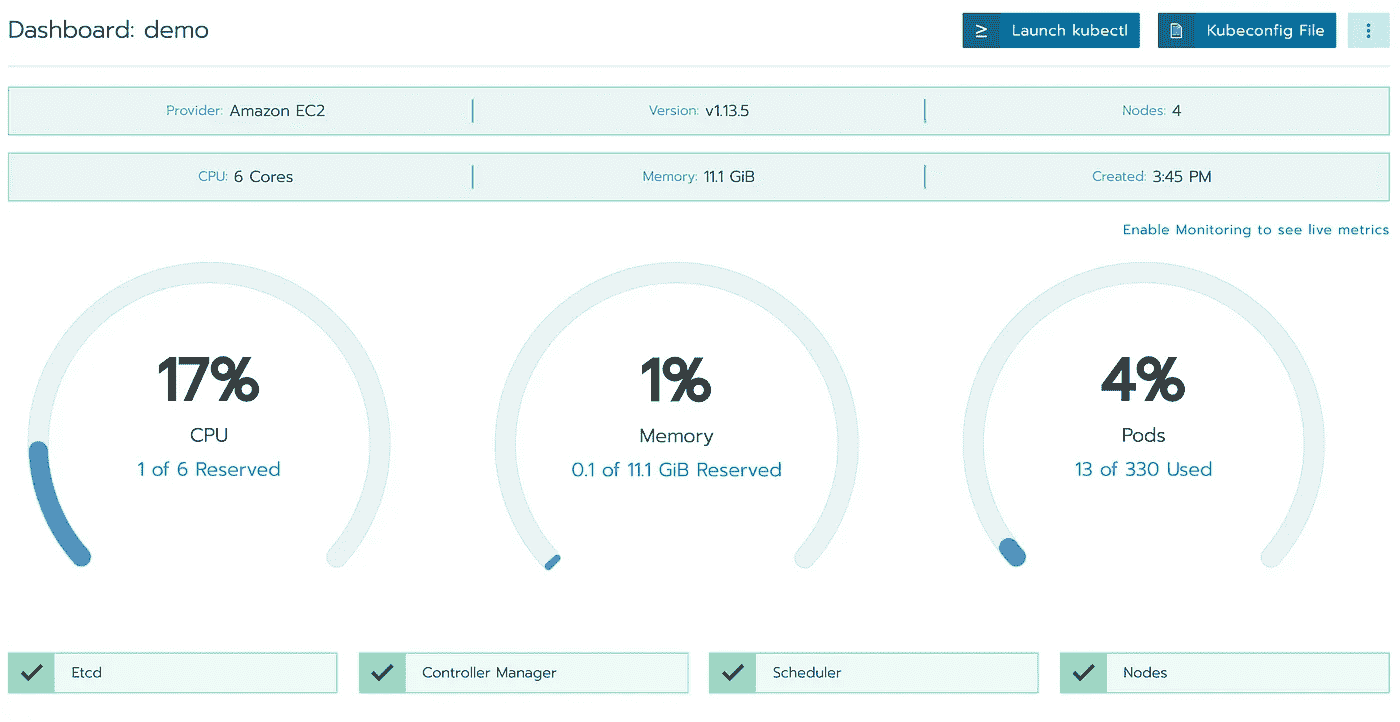 Dashboard: demo
Launch kubectl
Kubeconfig File
Provider: Amazon EC2
Version: v1.13.5
Nodes: 4
CPU: 6 Cores
Memory: 11.1 GiB
Created: 3:45 PM
Enable Monitoring to see live metrics
17%
CPU
1 of 6 Reserved
1%
Memory
0.1 of 11.1 GiB Reserved
4%
Pods
13 of 330 Used
Etcd
Controller Manager
Scheduler
Nodes